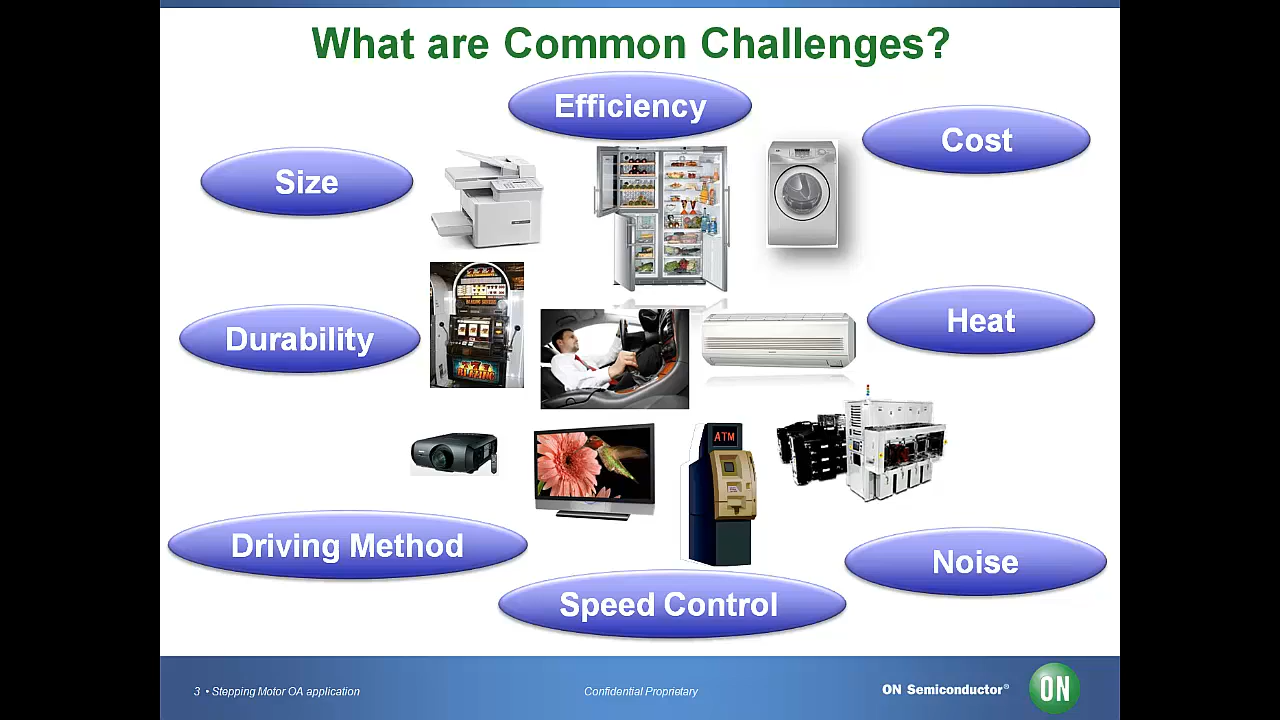 What are Common Challenges?
Efficiency
Cost
Size
Durability
Heat
ATM
Driving Method
Noise
Speed Control
3 • Stepping Motor OA application
Confidential Proprietary
ON Semiconductor®
ON